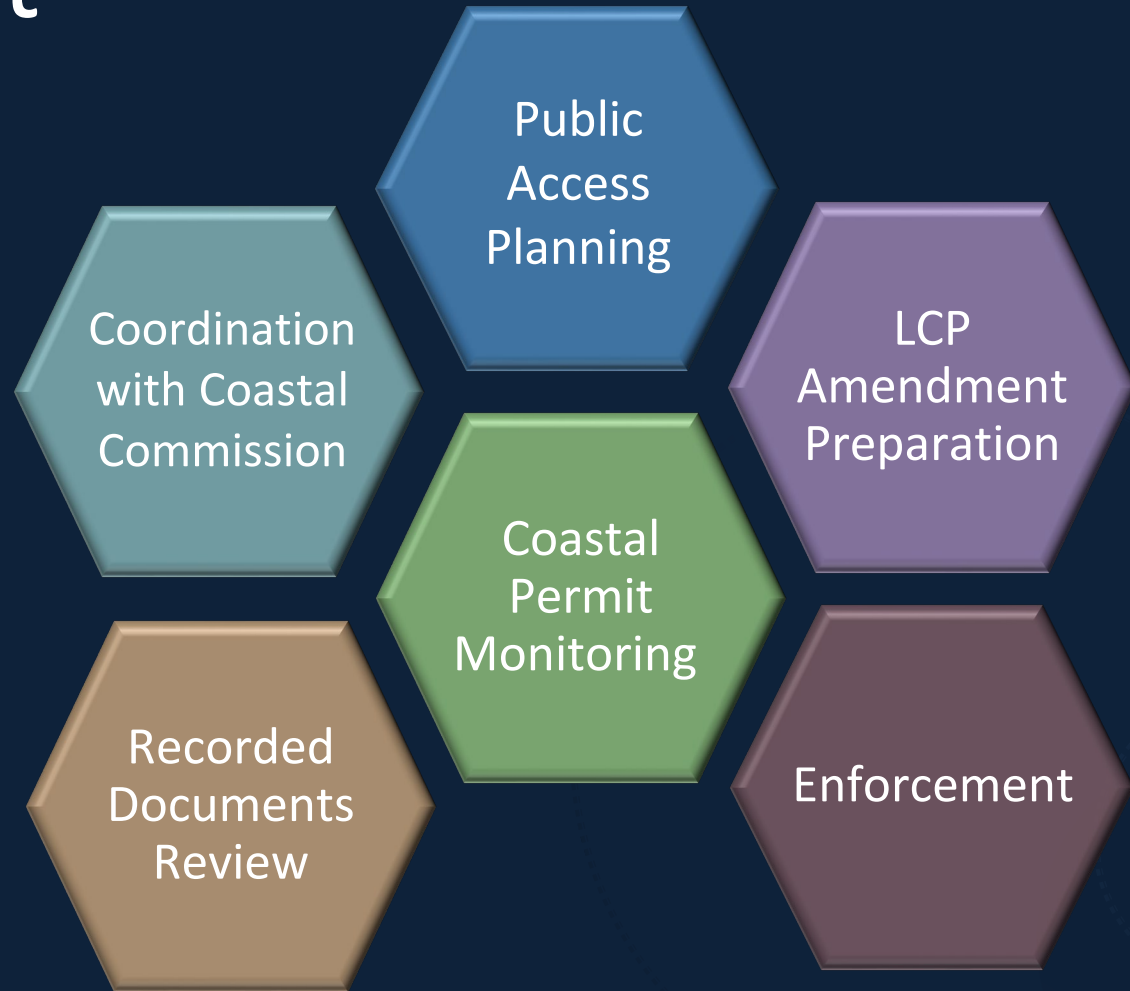 t
Public
Access
Planning
Coordination
with Coastal
Commission
LCP
Amendment
Preparation
Coastal
Permit
Monitoring
Recorded
Documents
Review
Enforcement